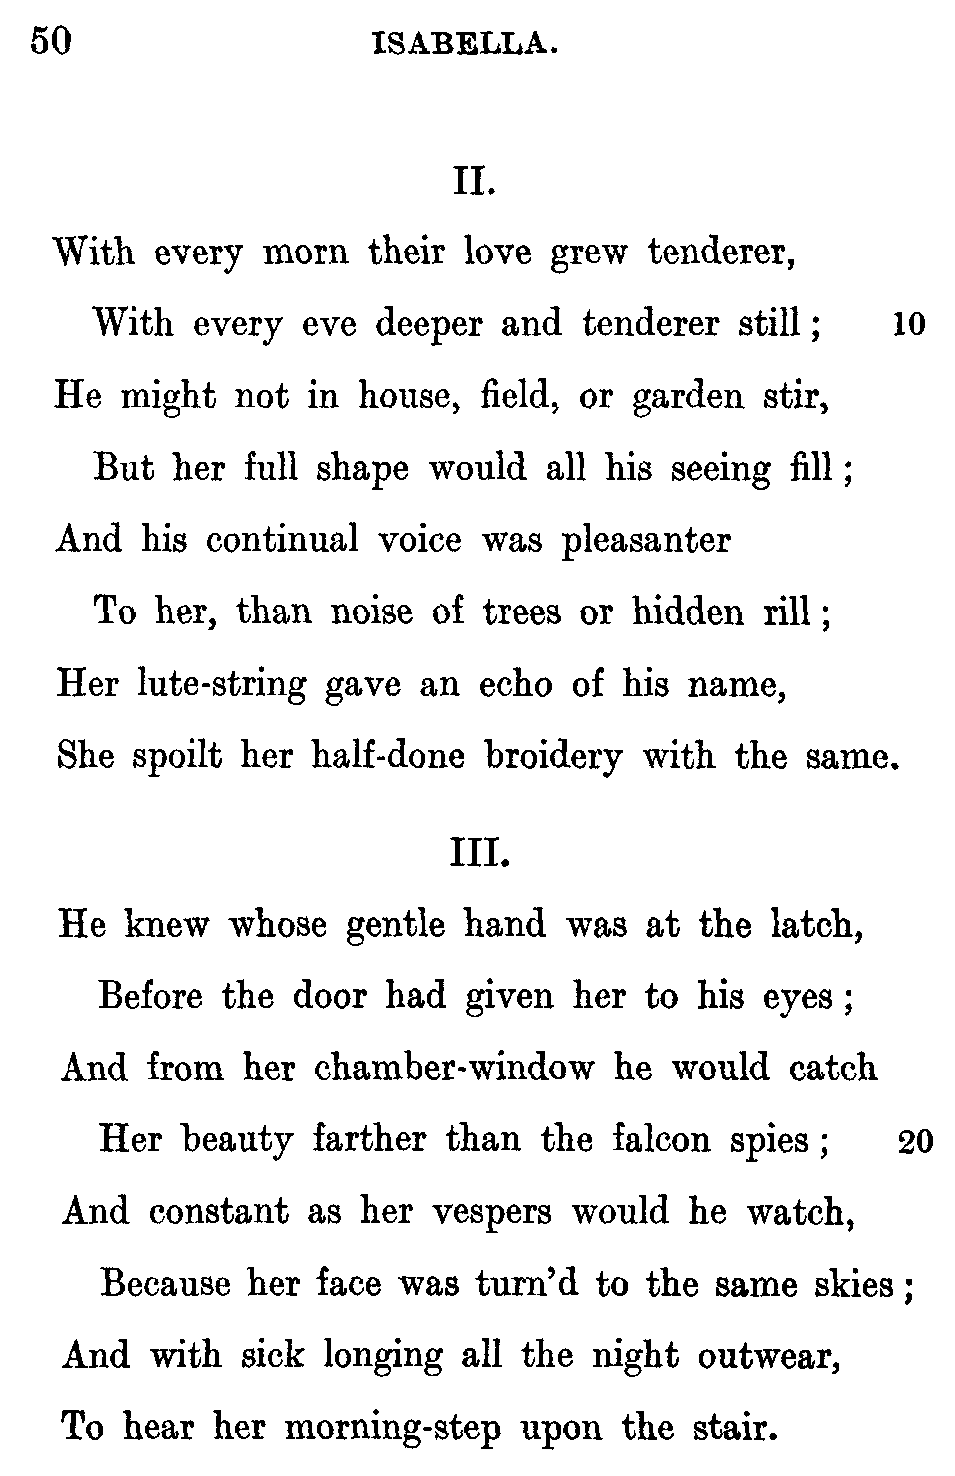 50 ISABELLA.
II.
With every morn their love grew tenderer,
With every eve deeper and tenderer still ; 10
He might not in house, field, or garden stir,
But her full shape would all his seeing fill ;
And his continual voice was pleasanter
To her, than noise of trees or hidden rill ;
Her lute-string gave an echo of his name,
She spoilt her half-done broidery with the same.
III.
He knew whose gentle hand was at the latch,
Before the door had given her to his eyes ;
And from her chamber-window he would catch
Her beauty farther than the falcon spies ; 20
And constant as her vespers would he watch,
Because her face was turn’d to the same skies ;
And with sick longing all the night outwear,
To hear her morning-step upon the stair.